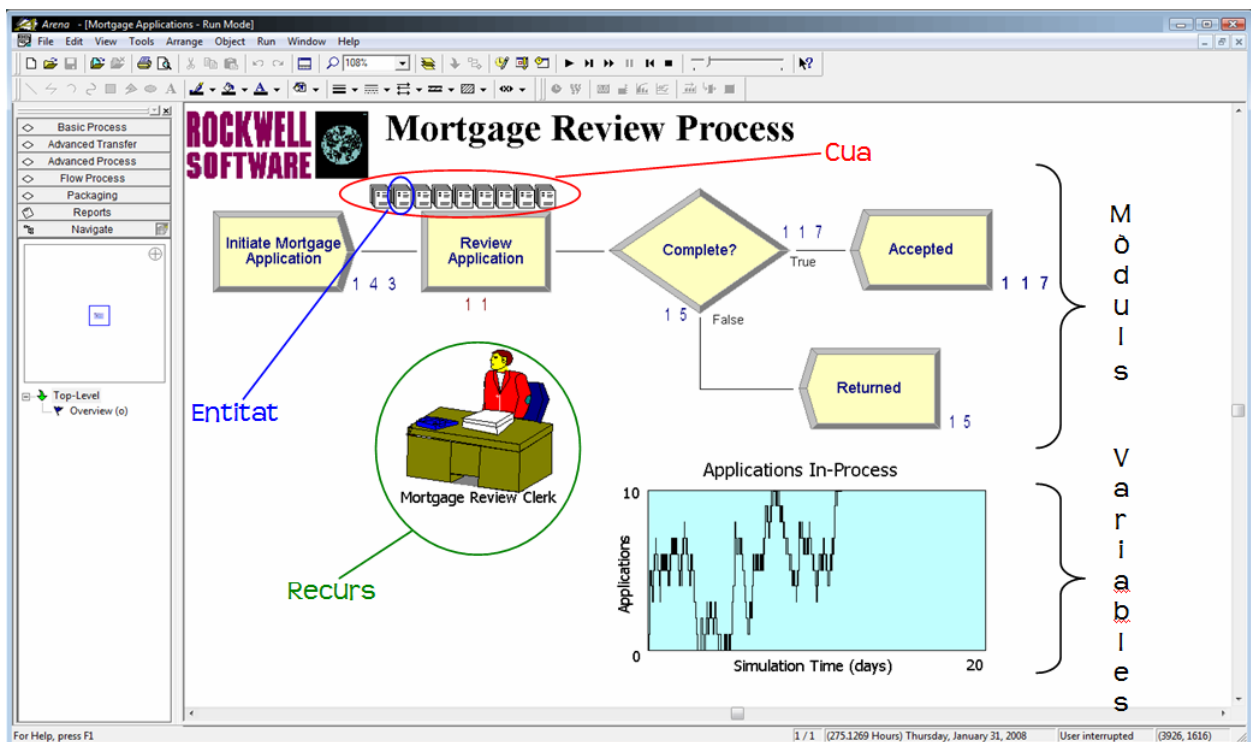 Arena - [Mortgage Applications - Run Mode]
File Edit View Tools Arrange Object Run Window Help
108%
Basic Process
Advanced Transfer
Advanced Process
Flow Process
Packaging
Reports
Navigate
Top-Level
Overview (o)
ROCKWELL
SOFTWARE
Mortgage Review Process
Cua
Initiate Mortgage
Application
1 4 3
Review
Application
1 1
Complete?
1 1 7
True
1 5
False
Accepted
1 1 7
Returned
1 5
Entitat
Mortgage Review Clerk
Recurs
Applications In-Process
10
Applications
0
Simulation Time (days)
20
Mòduls
Variables
For Help, press F1
1 / 1
(275.1269 Hours) Thursday, January 31, 2008
User interrupted
(3926, 1616)